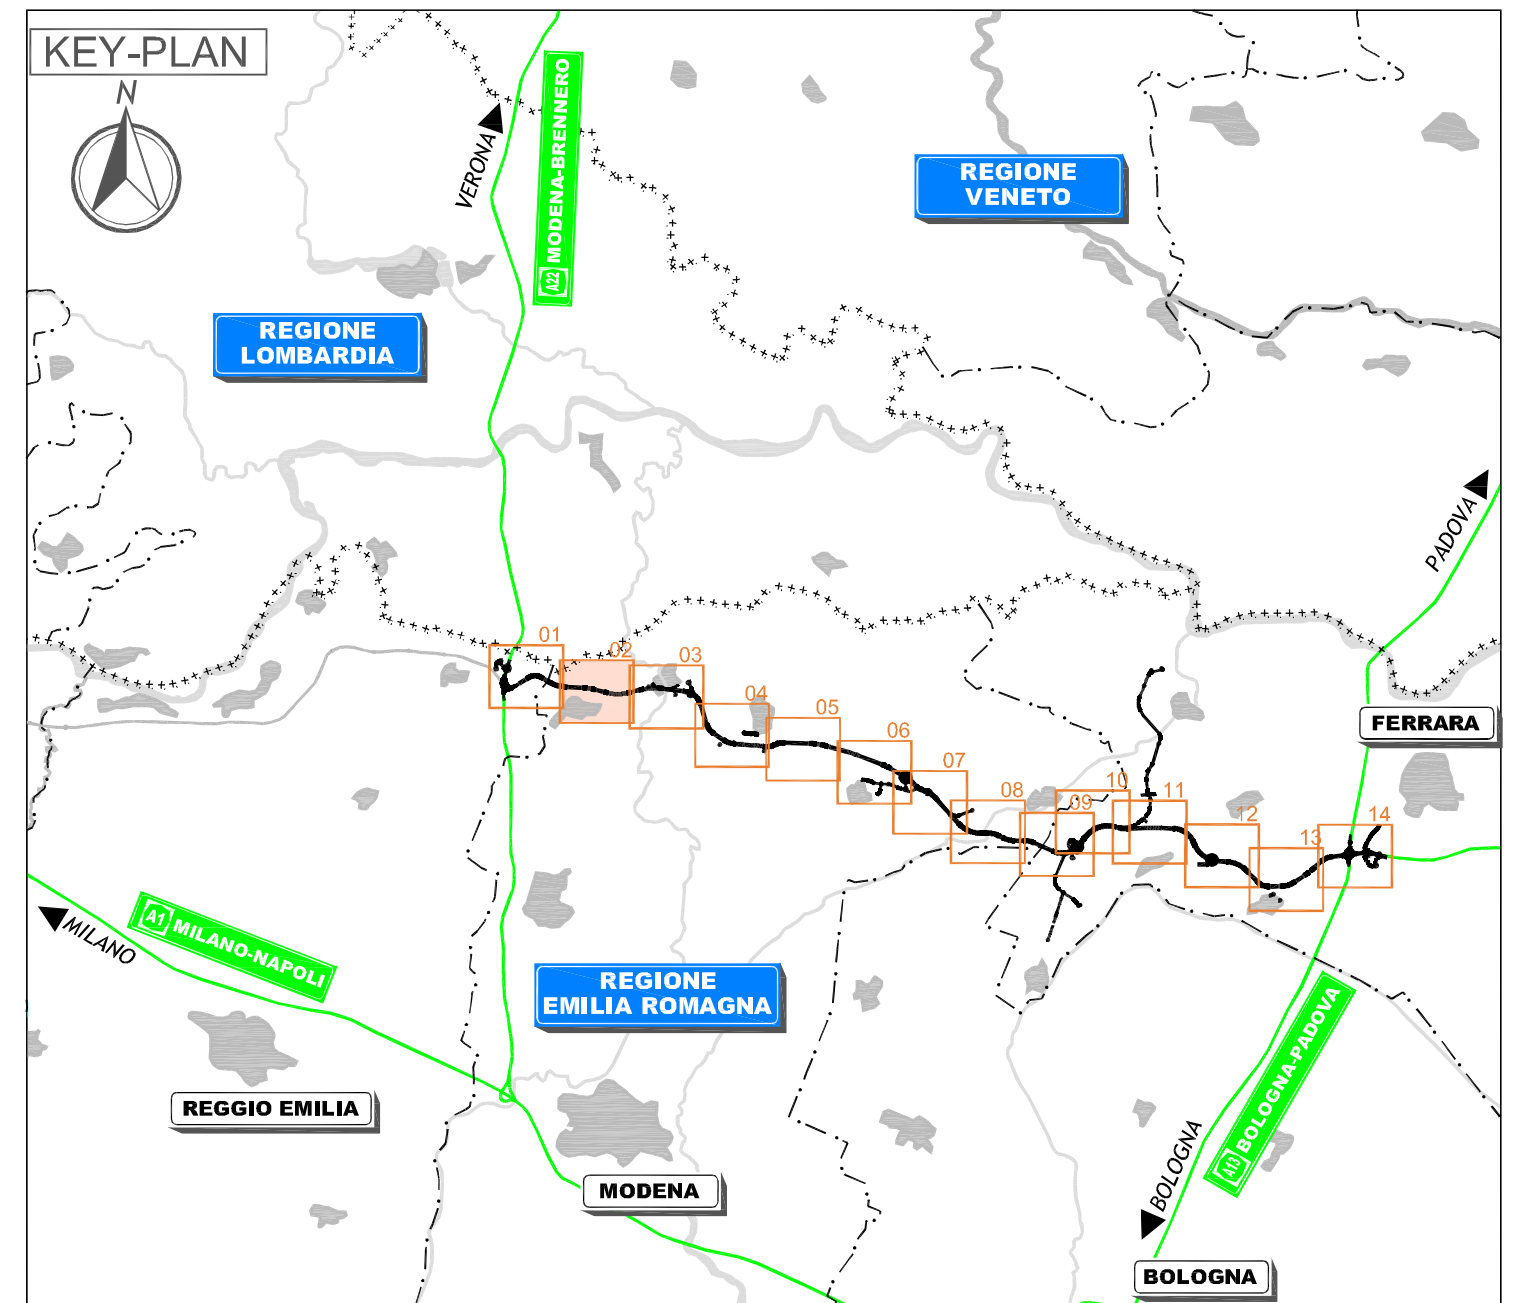 KEY-PLAN
N
VERONA
A22 MODENA-BRENNERO
REGIONE
VENETO
REGIONE
LOMBARDIA
PADOVA
01
02
03
04
05
06
07
08
09
10
11
12
13
14
FERRARA
A1 MILANO-NAPOLI
MILANO
REGIONE
EMILIA ROMAGNA
A13 BOLOGNA-PADOVA
REGGIO EMILIA
MODENA
BOLOGNA
BOLOGNA